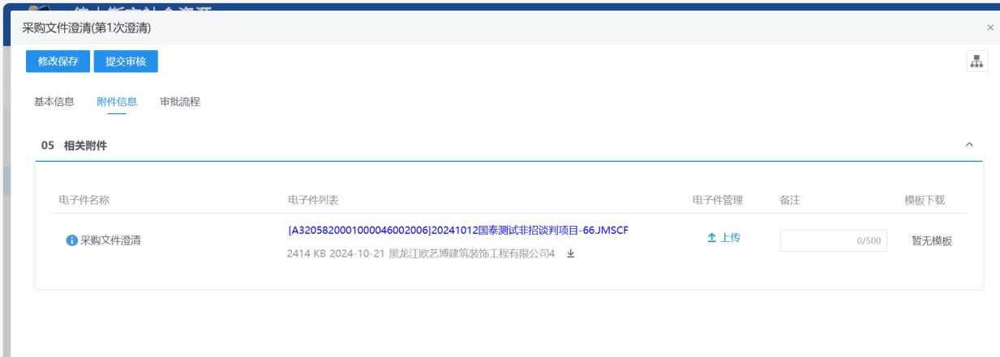 采购文件澄清(第1次澄清)
×
修改保存 提交审核
基本信息 附件信息 审批流程
05 相关附件
电子件名称 电子件列表 电子件管理 备注 模板下载
采购文件澄清 [A3205820001000046002006]20241012国泰测试非招谈判项目-66.JMSCF 上传 0/500 暂无模板
2414 KB 2024-10-21 黑龙江欧艺博建筑装饰工程有限公司4